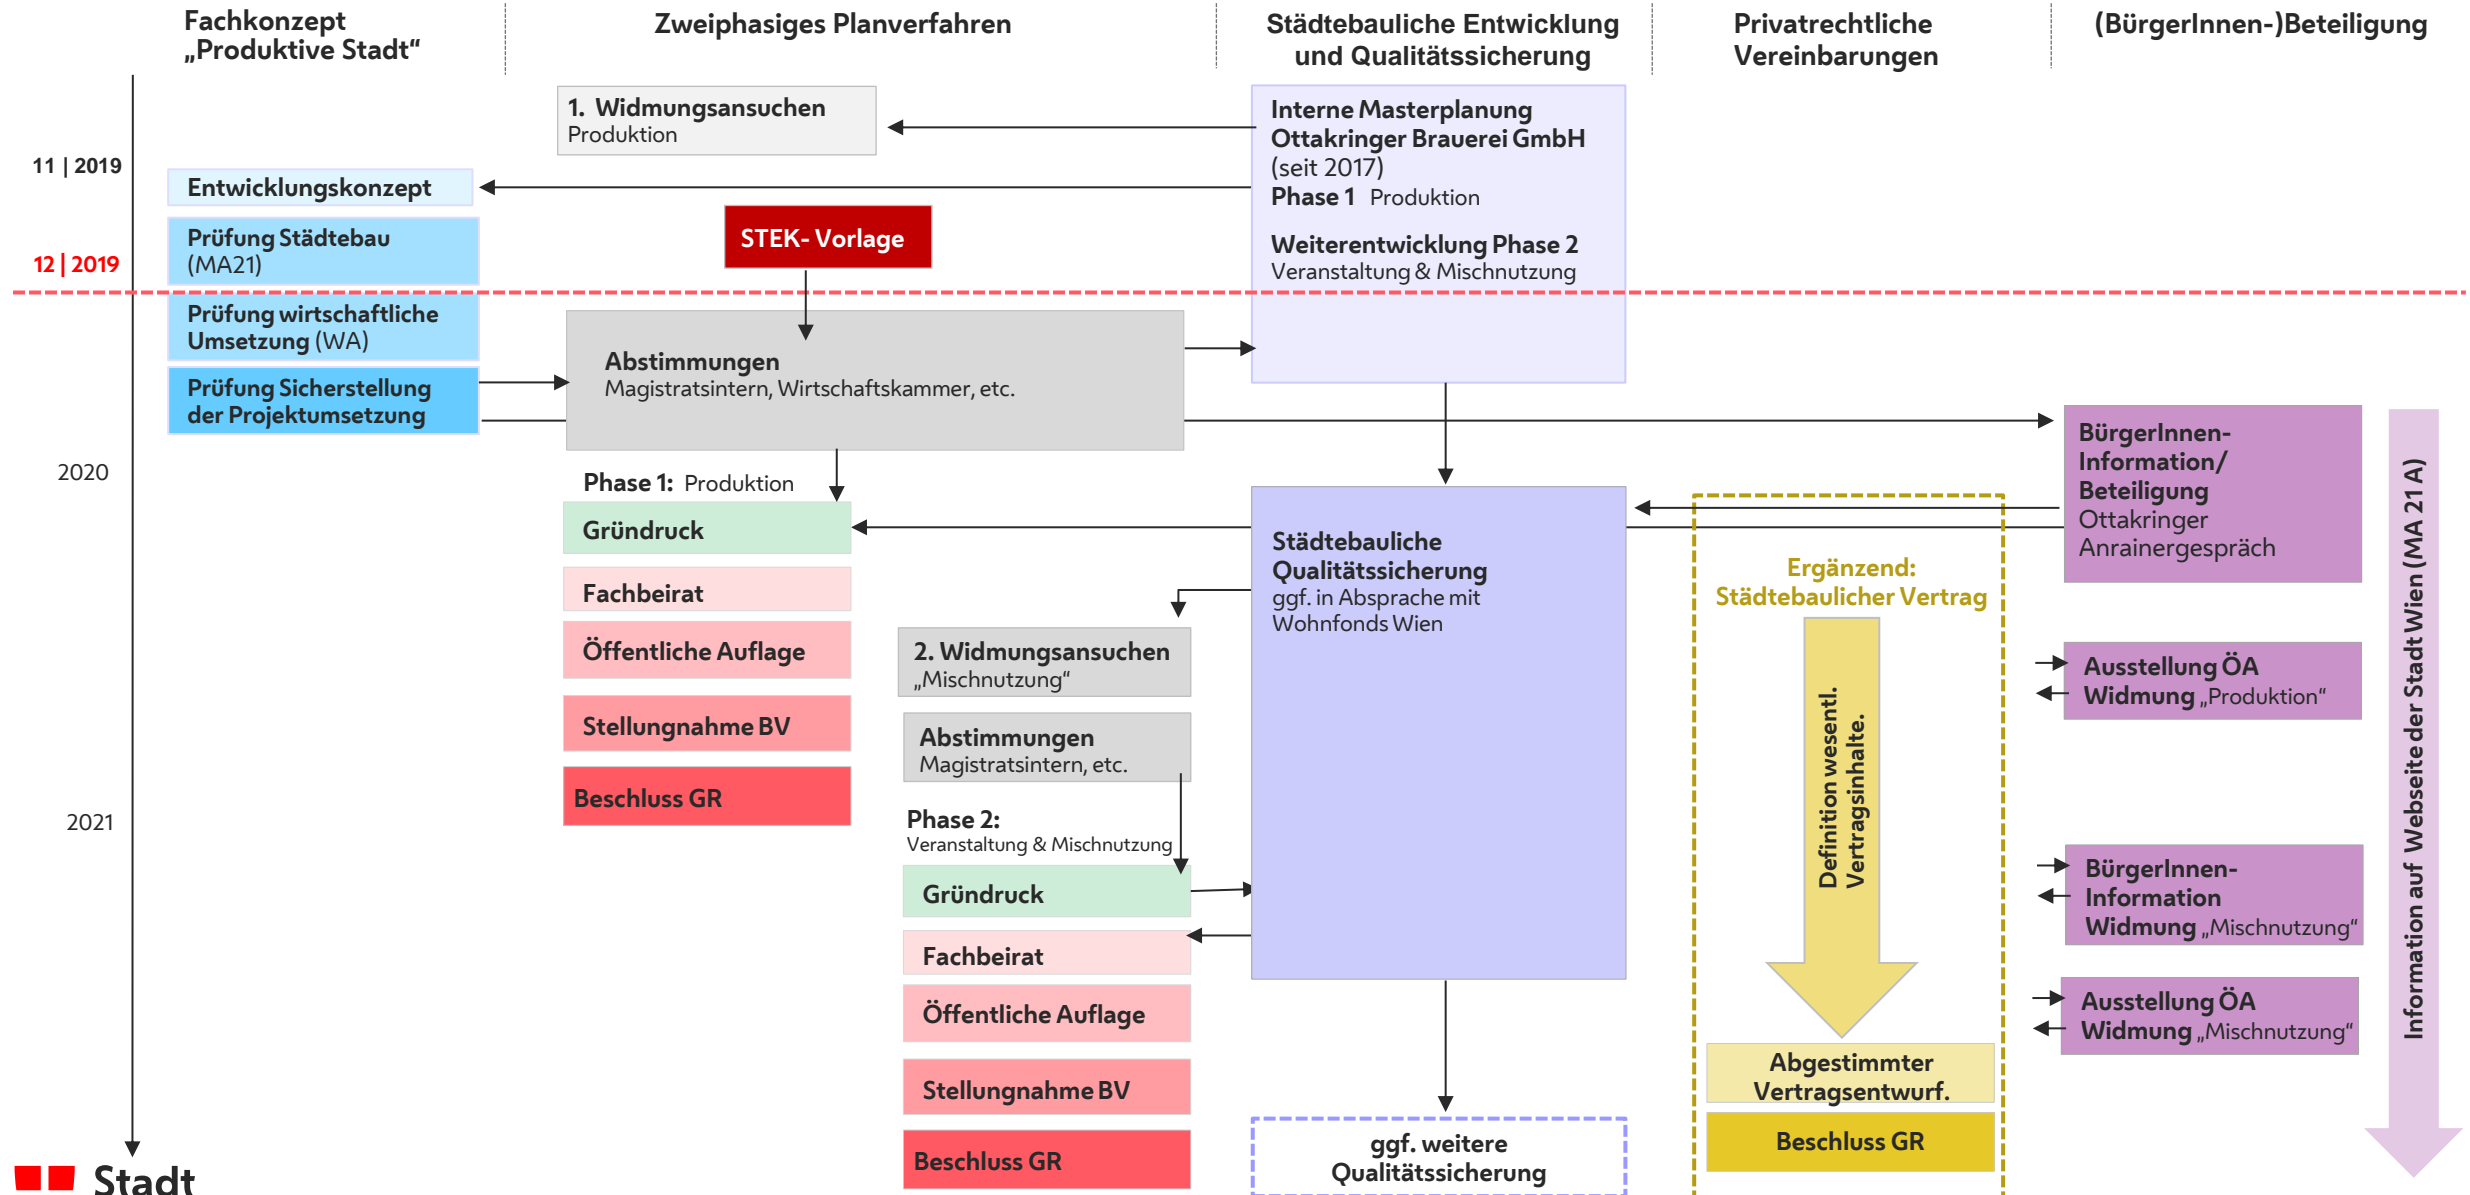 Fachkonzept
„Produktive Stadt“
Zweiphasiges Planverfahren
Städtebauliche Entwicklung
und Qualitätssicherung
Privatrechtliche
Vereinbarungen
(BürgerInnen-)Beteiligung
11 | 2019
12 | 2019
2020
2021
Entwicklungskonzept
Prüfung Städtebau
(MA21)
Prüfung wirtschaftliche
Umsetzung (WA)
Prüfung Sicherstellung
der Projektumsetzung
1. Widmungsansuchen
Produktion
STEK- Vorlage
Abstimmungen
Magistratsintern, Wirtschaftskammer, etc.
Phase 1: Produktion
Gründruck
Fachbeirat
Öffentliche Auflage
Stellungnahme BV
Beschluss GR
2. Widmungsansuchen
„Mischnutzung“
Abstimmungen
Magistratsintern, etc.
Phase 2:
Veranstaltung & Mischnutzung
Gründruck
Fachbeirat
Öffentliche Auflage
Stellungnahme BV
Beschluss GR
Interne Masterplanung
Ottakringer Brauerei GmbH
(seit 2017)
Phase 1 Produktion
Weiterentwicklung Phase 2
Veranstaltung & Mischnutzung
Städtebauliche
Qualitätssicherung
ggf. in Absprache mit
Wohnfonds Wien
ggf. weitere
Qualitätssicherung
Ergänzend:
Städtebaulicher Vertrag
Definition wesentl.
Vertragsinhalte.
Abgestimmter
Vertragsentwurf.
Beschluss GR
BürgerInnen-
Information/
Beteiligung
Ottakringer
Anrainergespräch
Ausstellung ÖA
Widmung „Produktion“
BürgerInnen-
Information
Widmung „Mischnutzung“
Ausstellung ÖA
Widmung „Mischnutzung“
Information auf Webseite der Stadt Wien (MA 21 A)
Stadt